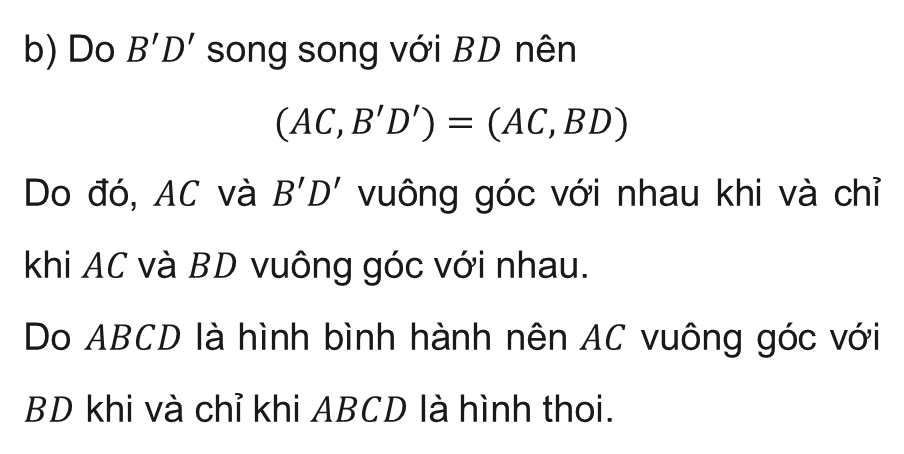 b) Do B′D′ song song với BD nên
(AC, B′D′) = (AC, BD)
Do đó, AC và B′D′ vuông góc với nhau khi và chỉ
khi AC và BD vuông góc với nhau.
Do ABCD là hình bình hành nên AC vuông góc với
BD khi và chỉ khi ABCD là hình thoi.